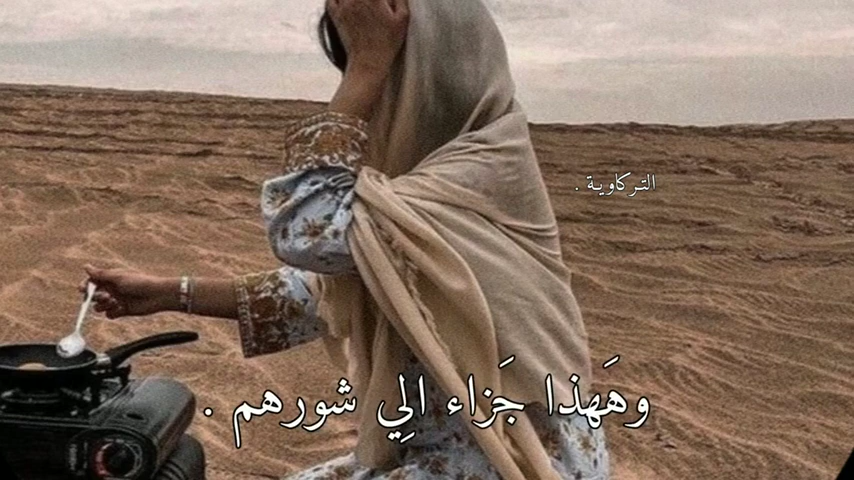 التركاوية .
وهَهذا جَزاء الِي شورهم .